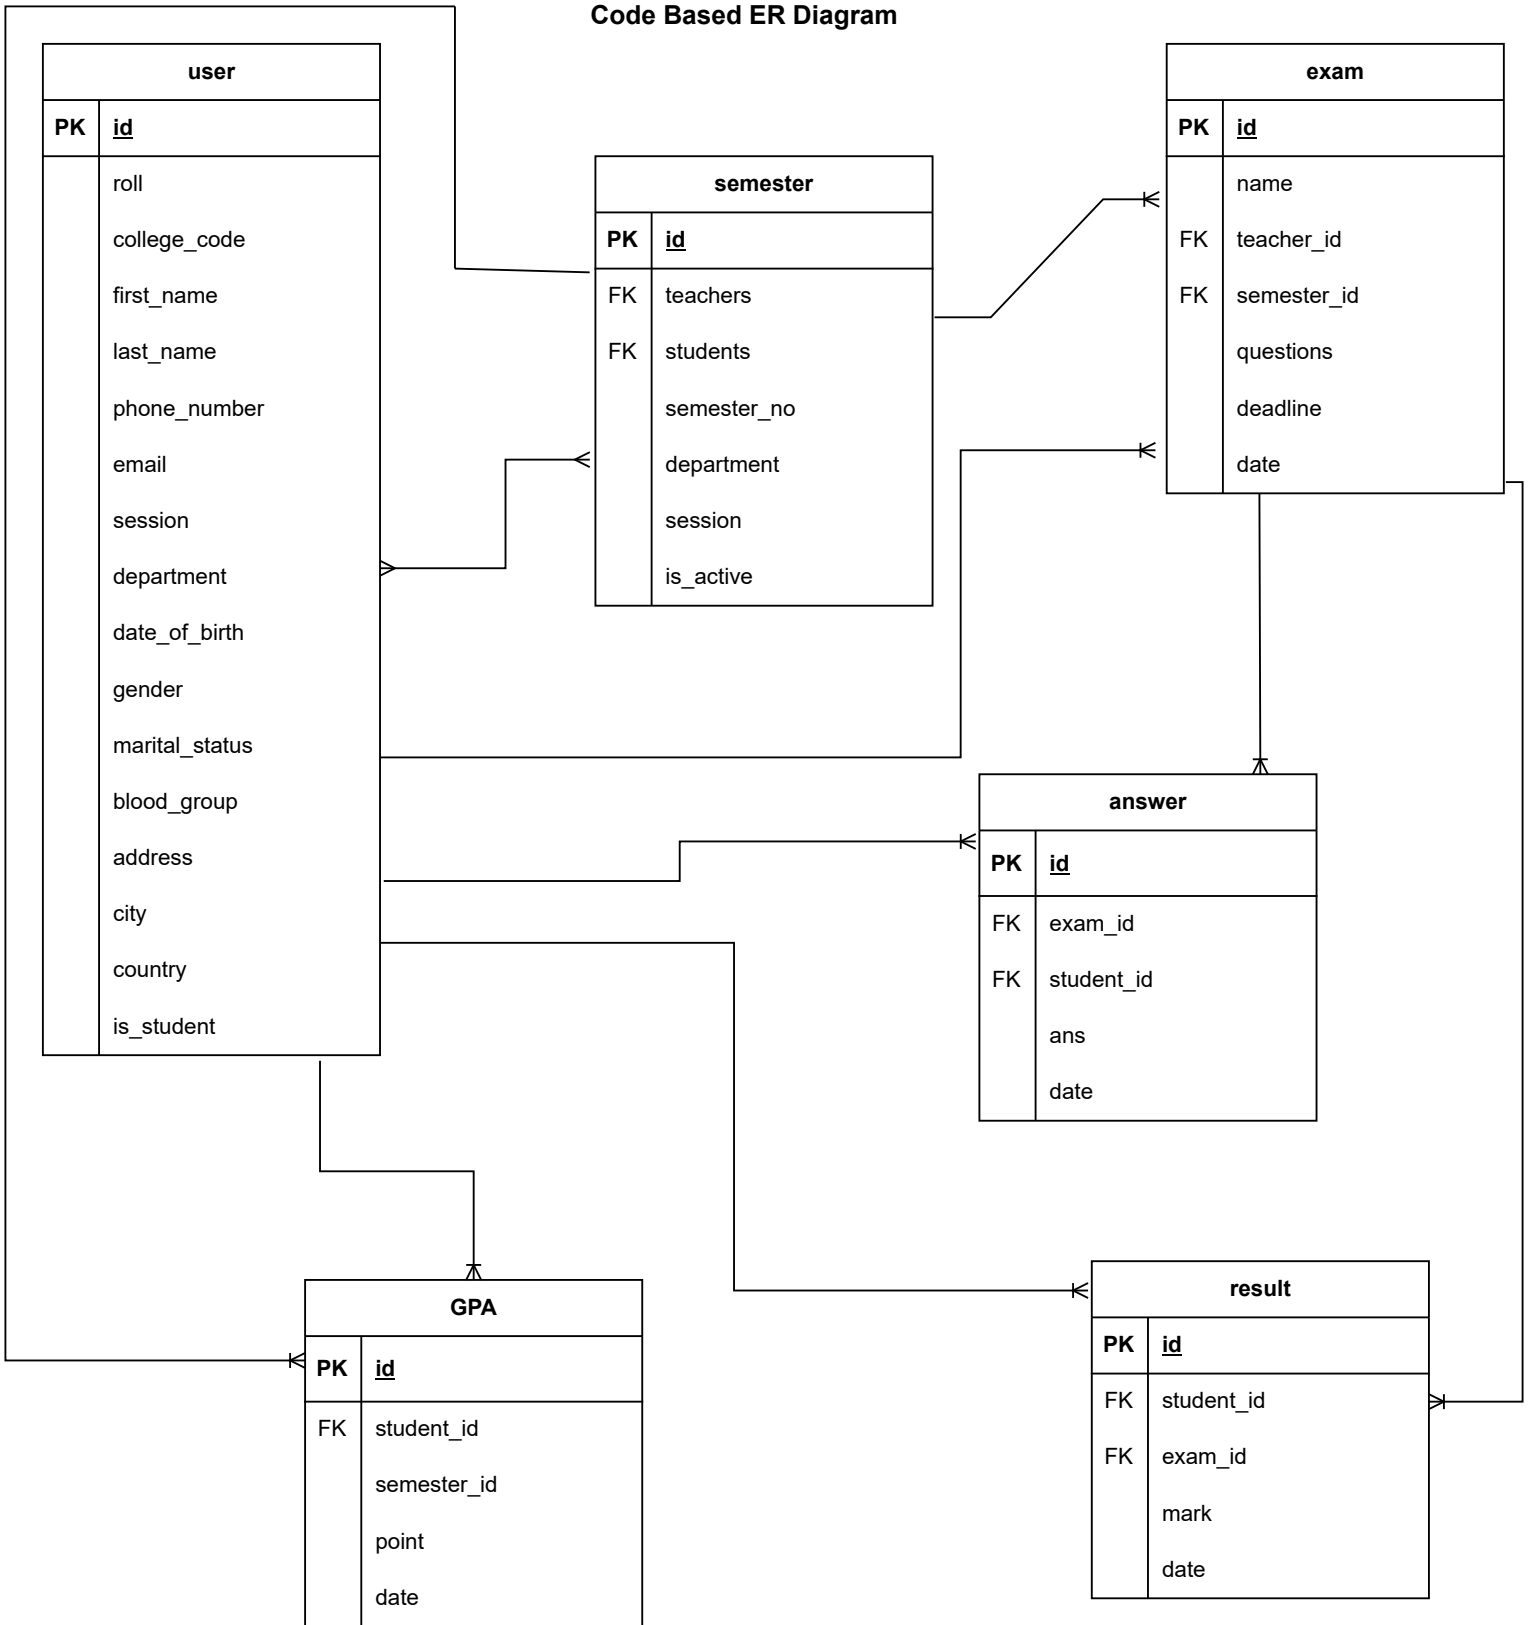 Code Based ER Diagram
user
PK id
roll
college_code
first_name
last_name
phone_number
email
session
department
date_of_birth
gender
marital_status
blood_group
address
city
country
is_student
semester
PK id
FK teachers
FK students
semester_no
department
session
is_active
exam
PK id
name
FK teacher_id
FK semester_id
questions
deadline
date
answer
PK id
FK exam_id
FK student_id
ans
date
GPA
PK id
FK student_id
semester_id
point
date
result
PK id
FK student_id
FK exam_id
mark
date